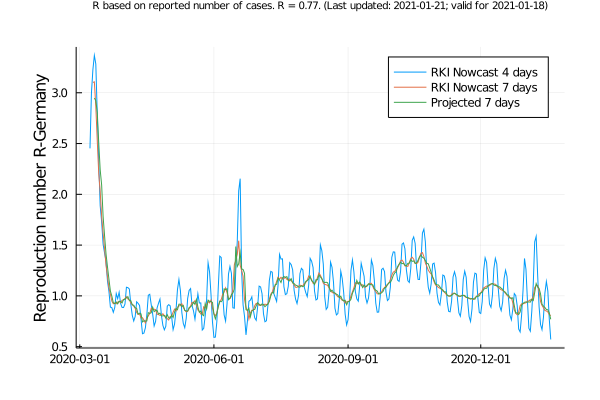 R based on reported number of cases. R = 0.77. (Last updated: 2021-01-21; valid for 2021-01-18)
RKI Nowcast 4 days
RKI Nowcast 7 days
Projected 7 days
Reproduction number R-Germany
3.0
2.5
2.0
1.5
1.0
0.5
2020-03-01 2020-06-01 2020-09-01 2020-12-01